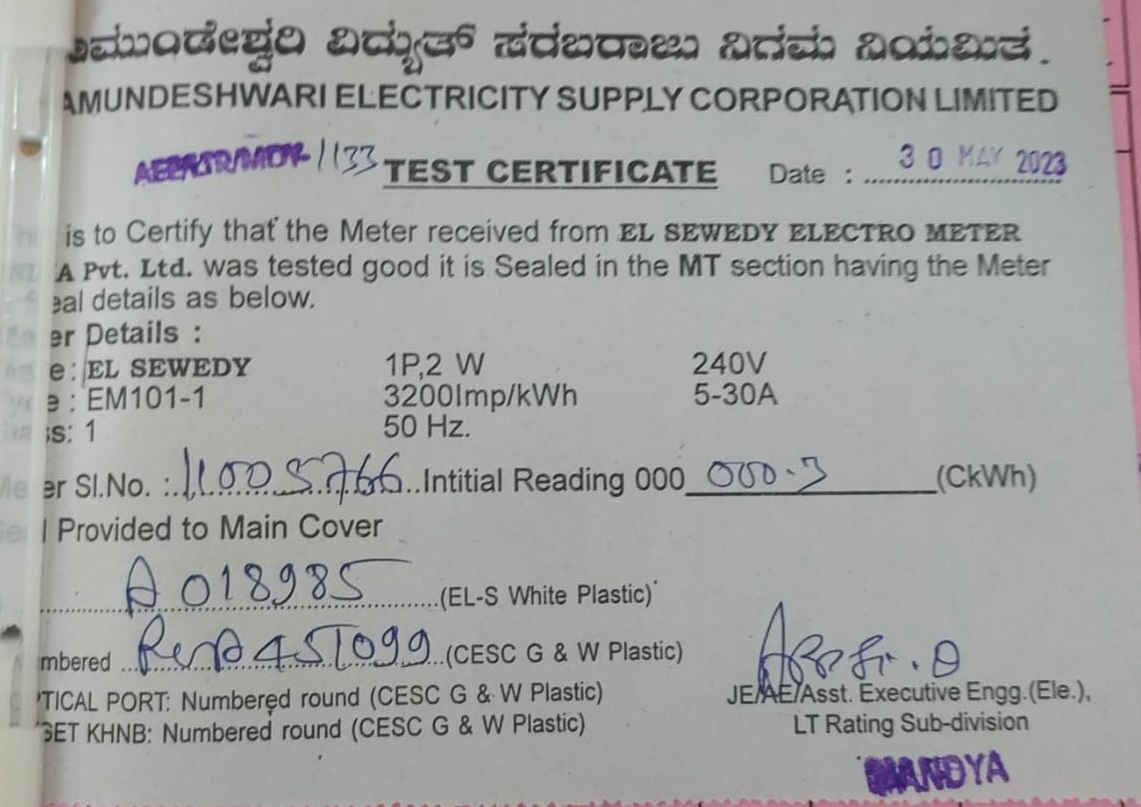 ಾಮುಂಡೇಶ್ವರಿ ವಿದ್ಯುತ್ ಸರಬರಾಜು ನಿಗಮ ನಿಯಮಿತ .
AMUNDESHWARI ELECTRICITY SUPPLY CORPORATION LIMITED
1133 TEST CERTIFICATE Date : 30 MAY 2023
is to Certify that the Meter received from EL SEWEDY ELECTRO METER
A Pvt. Ltd. was tested good it is Sealed in the MT section having the Meter
eal details as below.
er Details :
e: EL SEWEDY 1P,2 W 240V
e : EM101-1 3200Imp/kWh 5-30A
ss: 1 50 Hz.
er Sl.No. : 11005766 Intitial Reading 000 000.3 (CkWh)
l Provided to Main Cover
A 018985 (EL-S White Plastic)
mbered (CESC G & W Plastic)
TICAL PORT: Numbered round (CESC G & W Plastic)
GET KHNB: Numbered round (CESC G & W Plastic)
JE/AE/Asst. Executive Engg.(Ele.),
LT Rating Sub-division
MANDYA